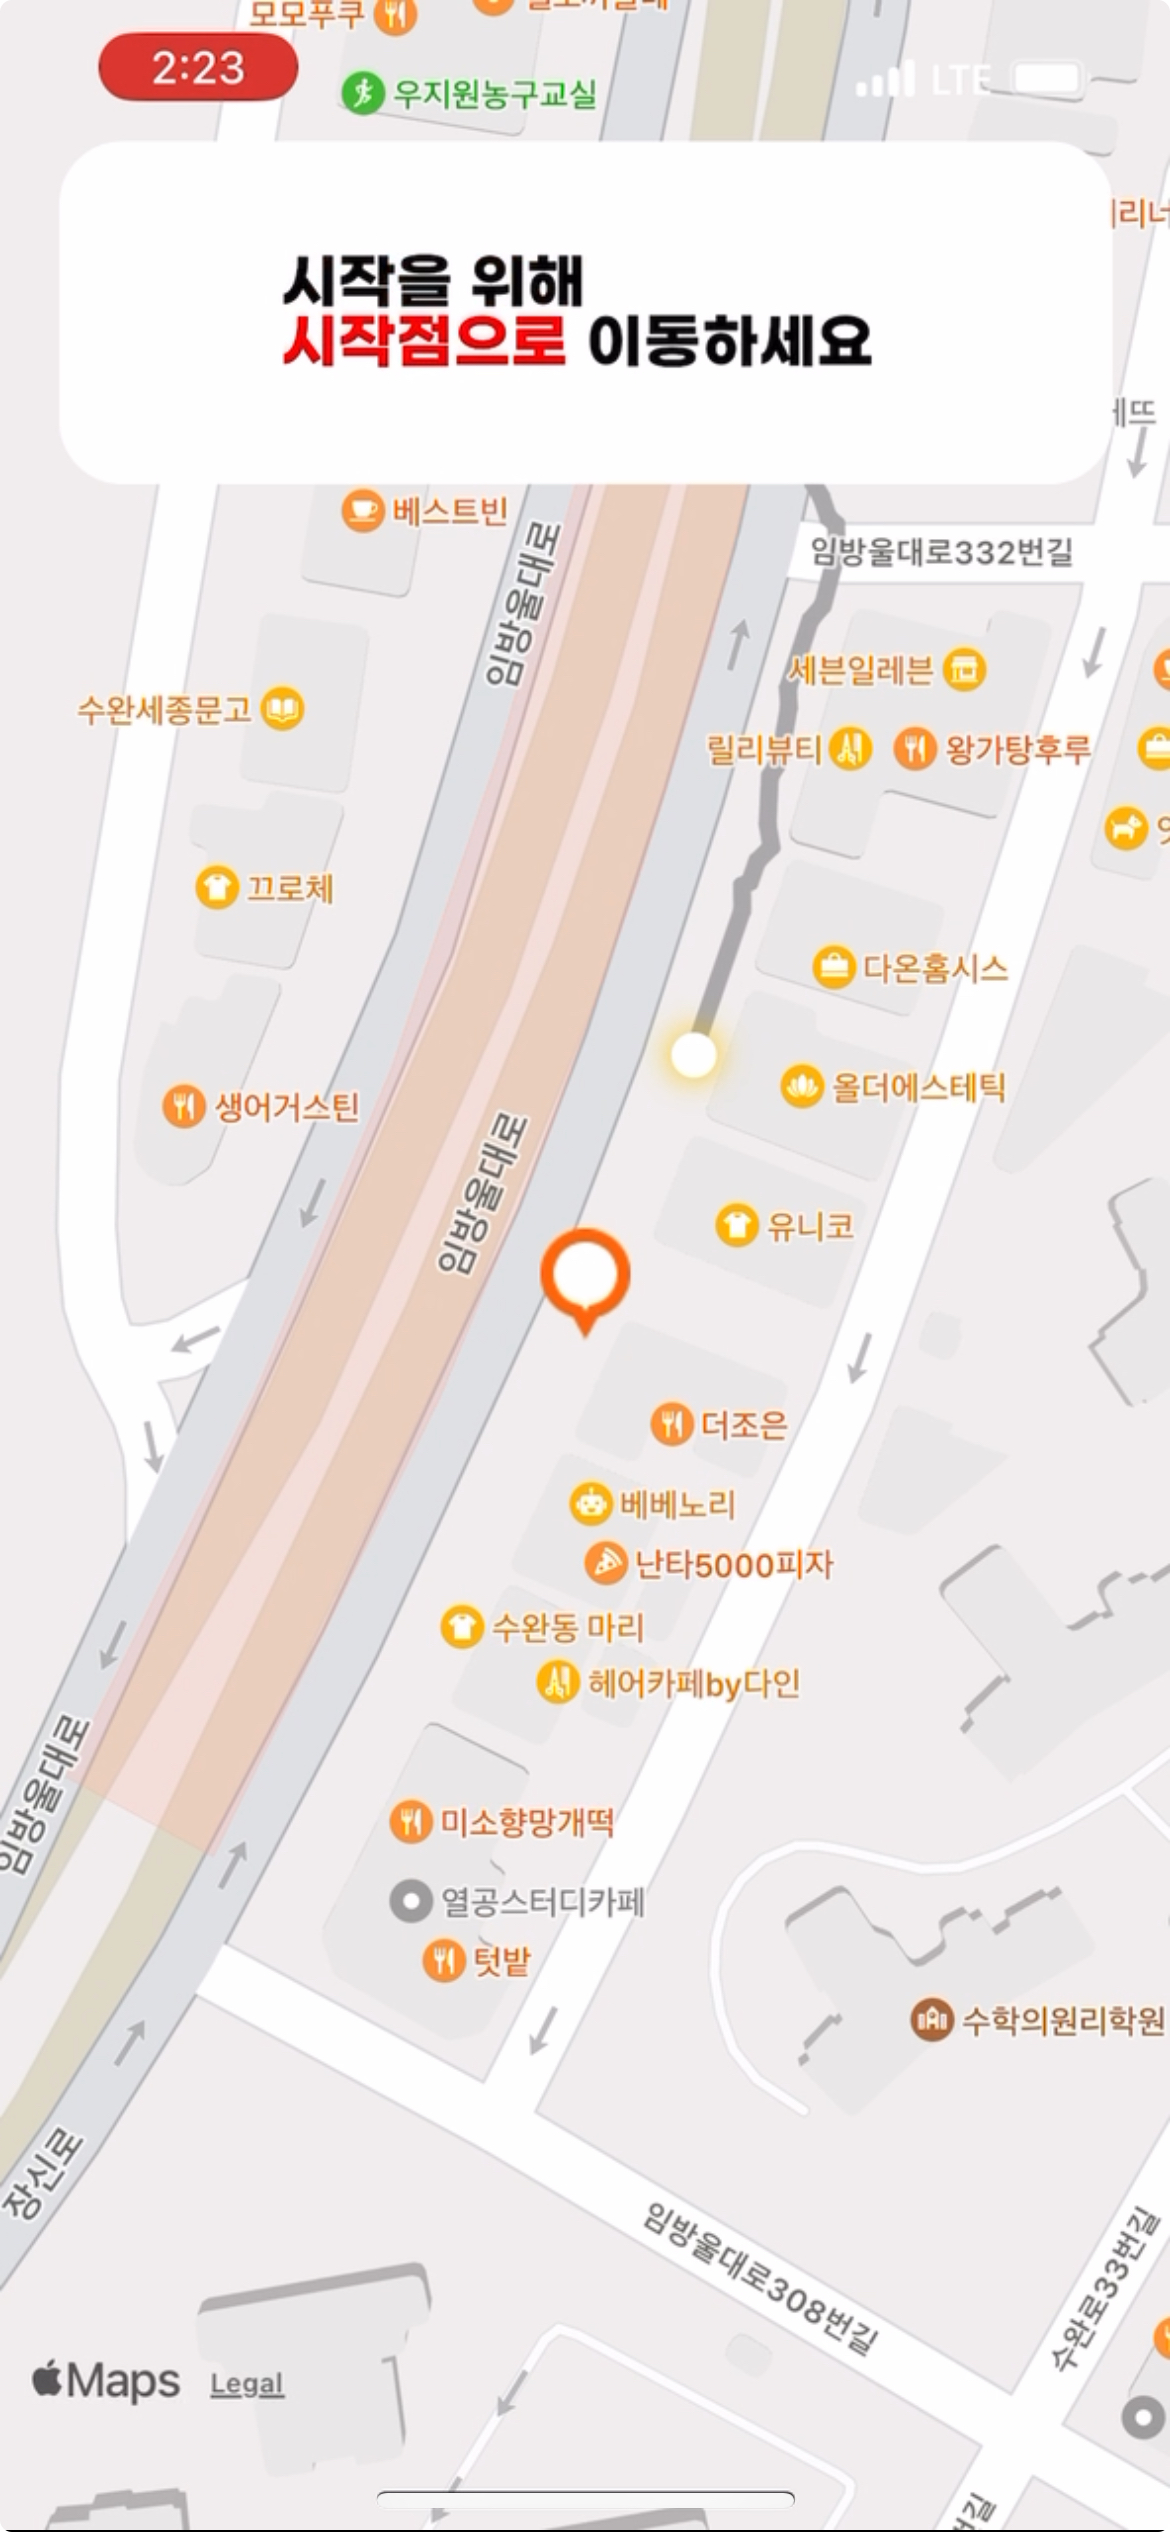 모모푸쿠
2:23
LTE
우지원농구교실
시작을 위해
시작점으로 이동하세요
베스트빈
임방울대로
임방울대로332번길
세븐일레븐
수완세종문고
릴리뷰티
왕가탕후루
끄로체
다온홈시스
올더에스테틱
생어거스틴
임방울대로
유니코
더조은
베베노리
난타5000피자
수완동 마리
헤어카페by다인
임방울대로
미소향망개떡
열공스터디카페
텃밭
수학의원리학원
장신로
임방울대로308번길
수완로33번길
Maps
Legal
번길